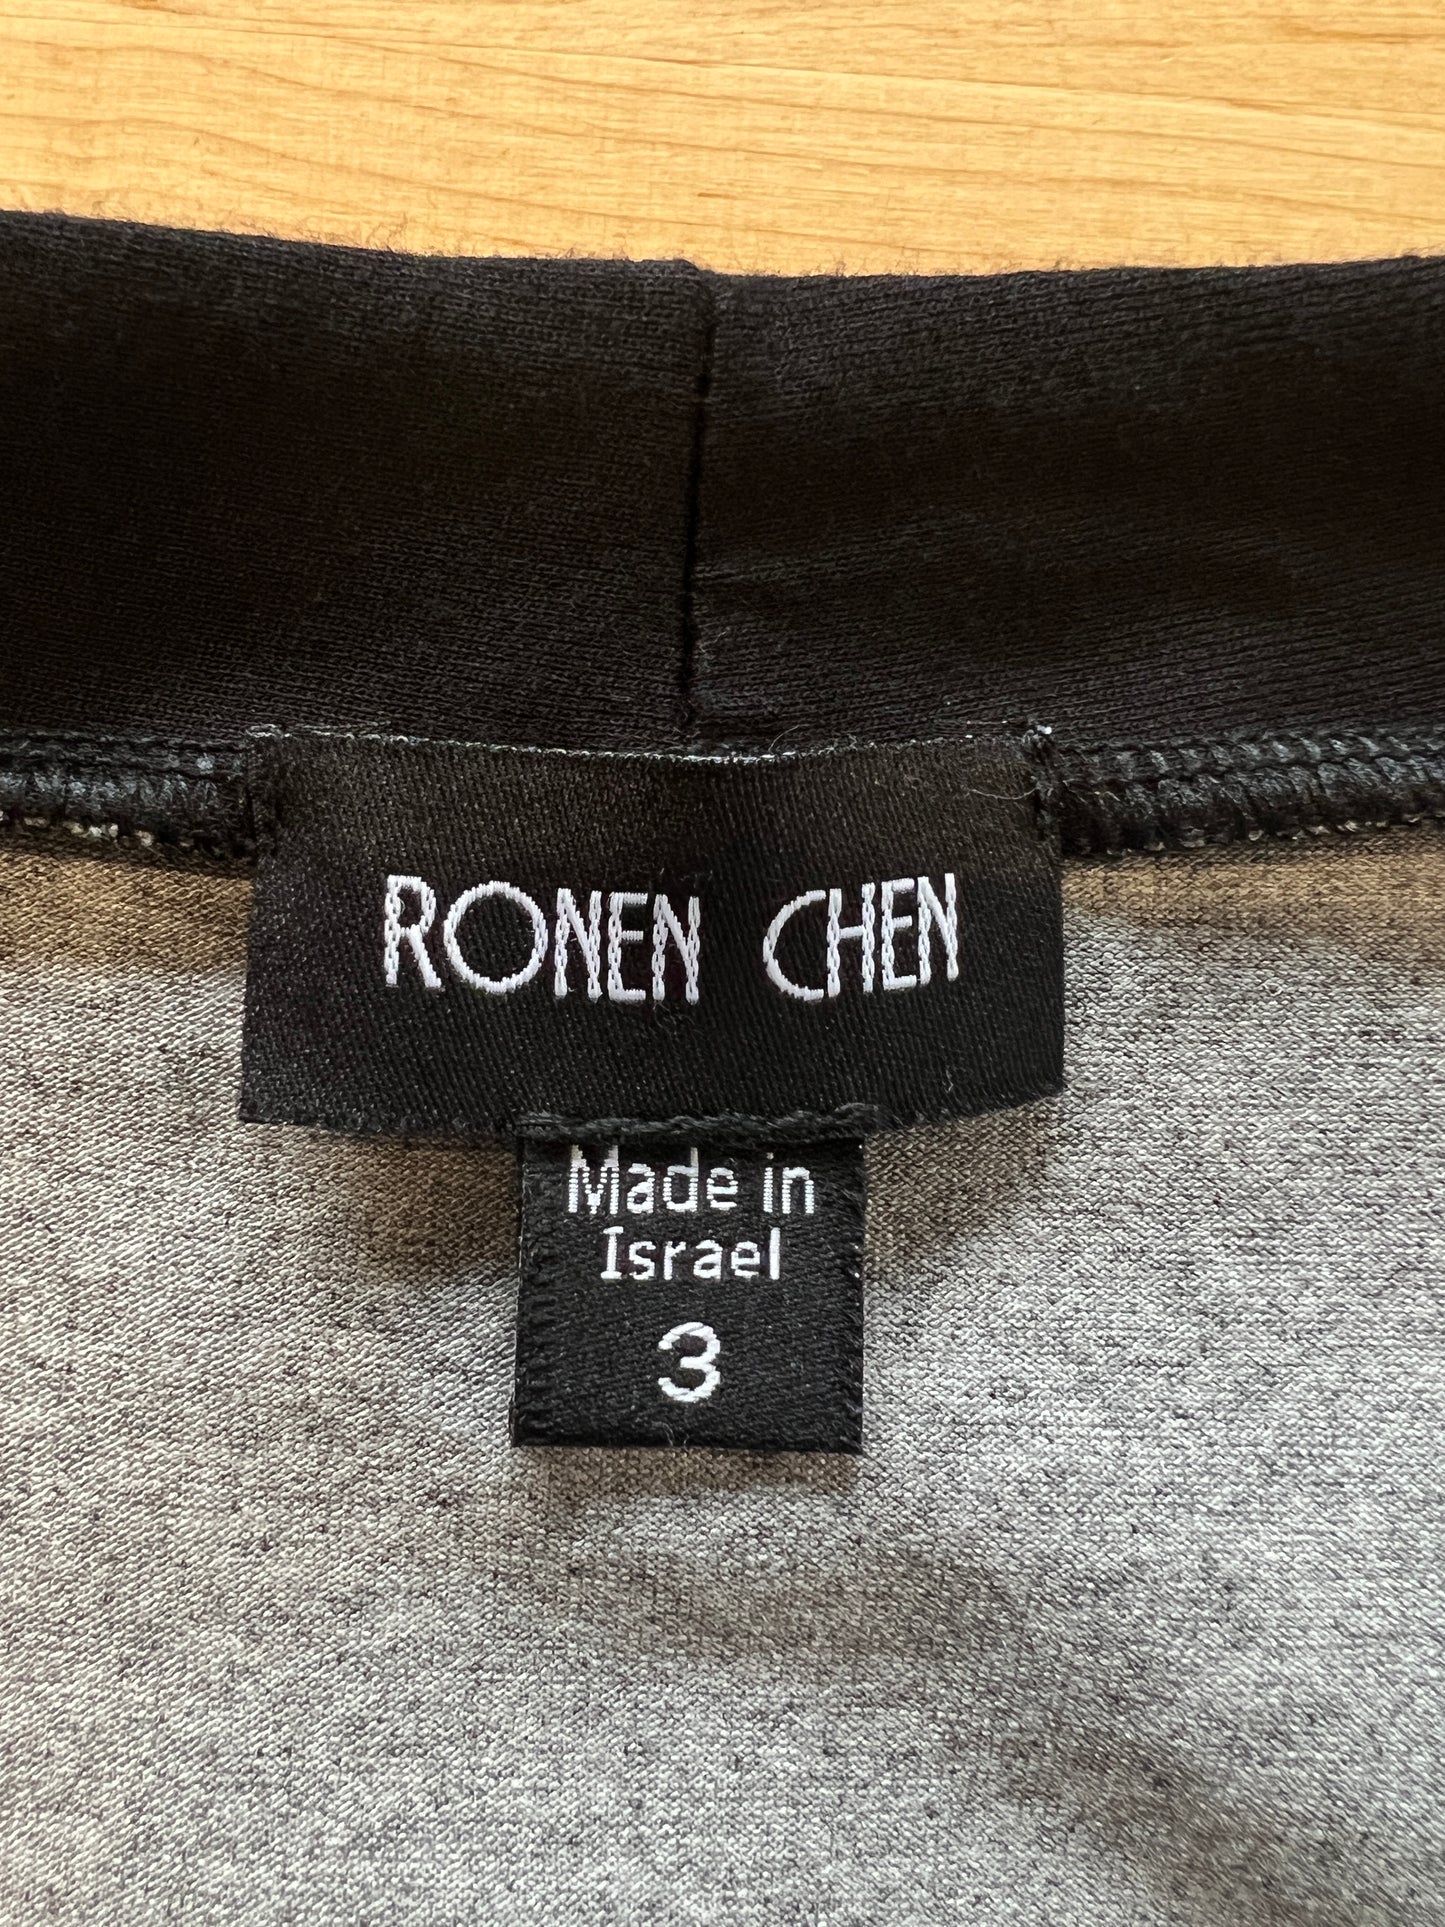 RONEN CHEN
Made in
Israel
3